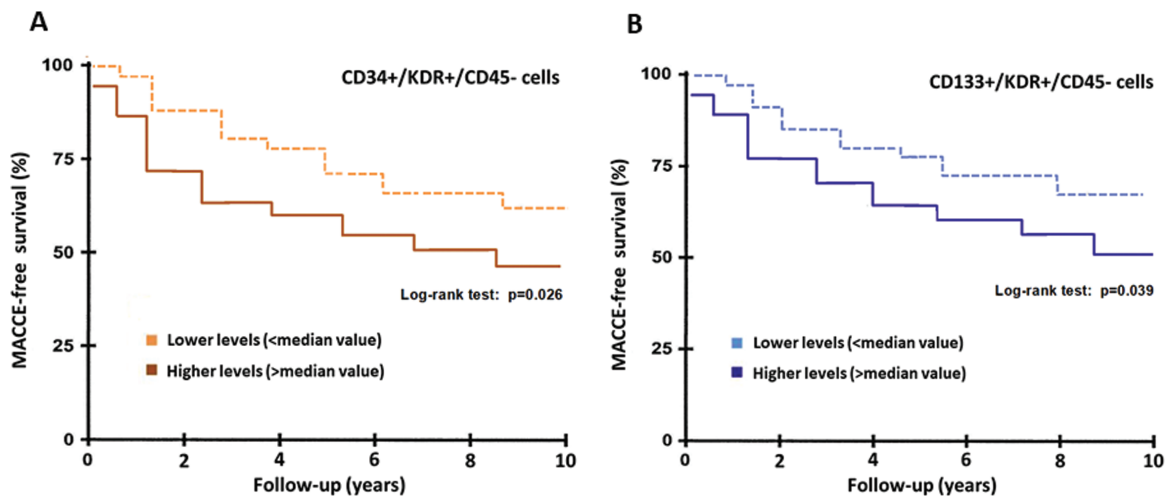 A
CD34+/KDR+/CD45- cells
MACCE-free survival (%)
100
75
50
25
0
Log-rank test: p=0.026
Lower levels (<median value)
Higher levels (>median value)
0 2 4 6 8 10
Follow-up (years)
B
CD133+/KDR+/CD45- cells
MACCE-free survival (%)
100
75
50
25
0
Log-rank test: p=0.039
Lower levels (<median value)
Higher levels (>median value)
0 2 4 6 8 10
Follow-up (years)